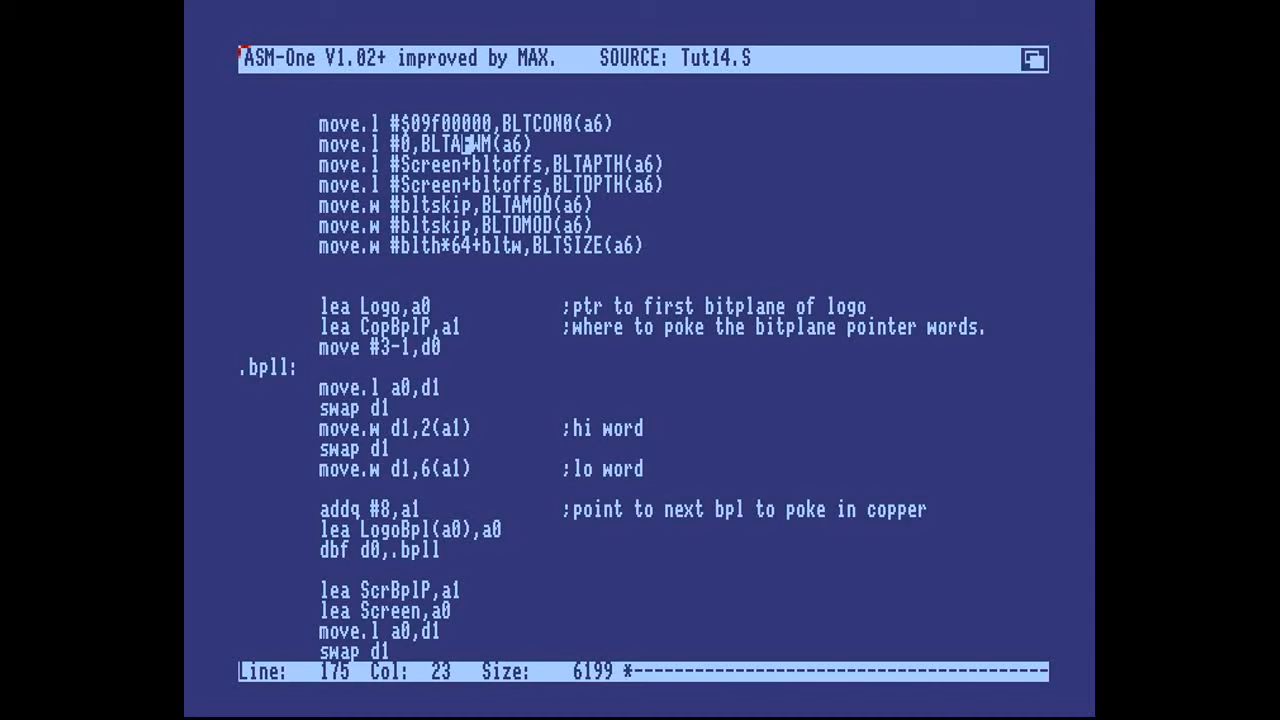 ASM-One V1.02+ improved by MAX.    SOURCE: Tut14.S
move.l #$09f00000,BLTCON0(a6)
move.l #0,BLTAFWM(a6)
move.l #Screen+bltoffs,BLTAPTH(a6)
move.l #Screen+bltoffs,BLTDPTH(a6)
move.w #bltskip,BLTAMOD(a6)
move.w #bltskip,BLTDMOD(a6)
move.w #blth*64+bltw,BLTSIZE(a6)
lea Logo,a0             ;ptr to first bitplane of logo
lea CopBplP,a1          ;where to poke the bitplane pointer words.
move #3-1,d0
.bpll:
move.l a0,d1
swap d1
move.w d1,2(a1)         ;hi word
swap d1
move.w d1,6(a1)         ;lo word
addq #8,a1              ;point to next bpl to poke in copper
lea LogoBpl(a0),a0
dbf d0,.bpll
lea ScrBplP,a1
lea Screen,a0
move.l a0,d1
swap d1
Line:   175 Col:  23   Size:    6199 *-----------------------------------------